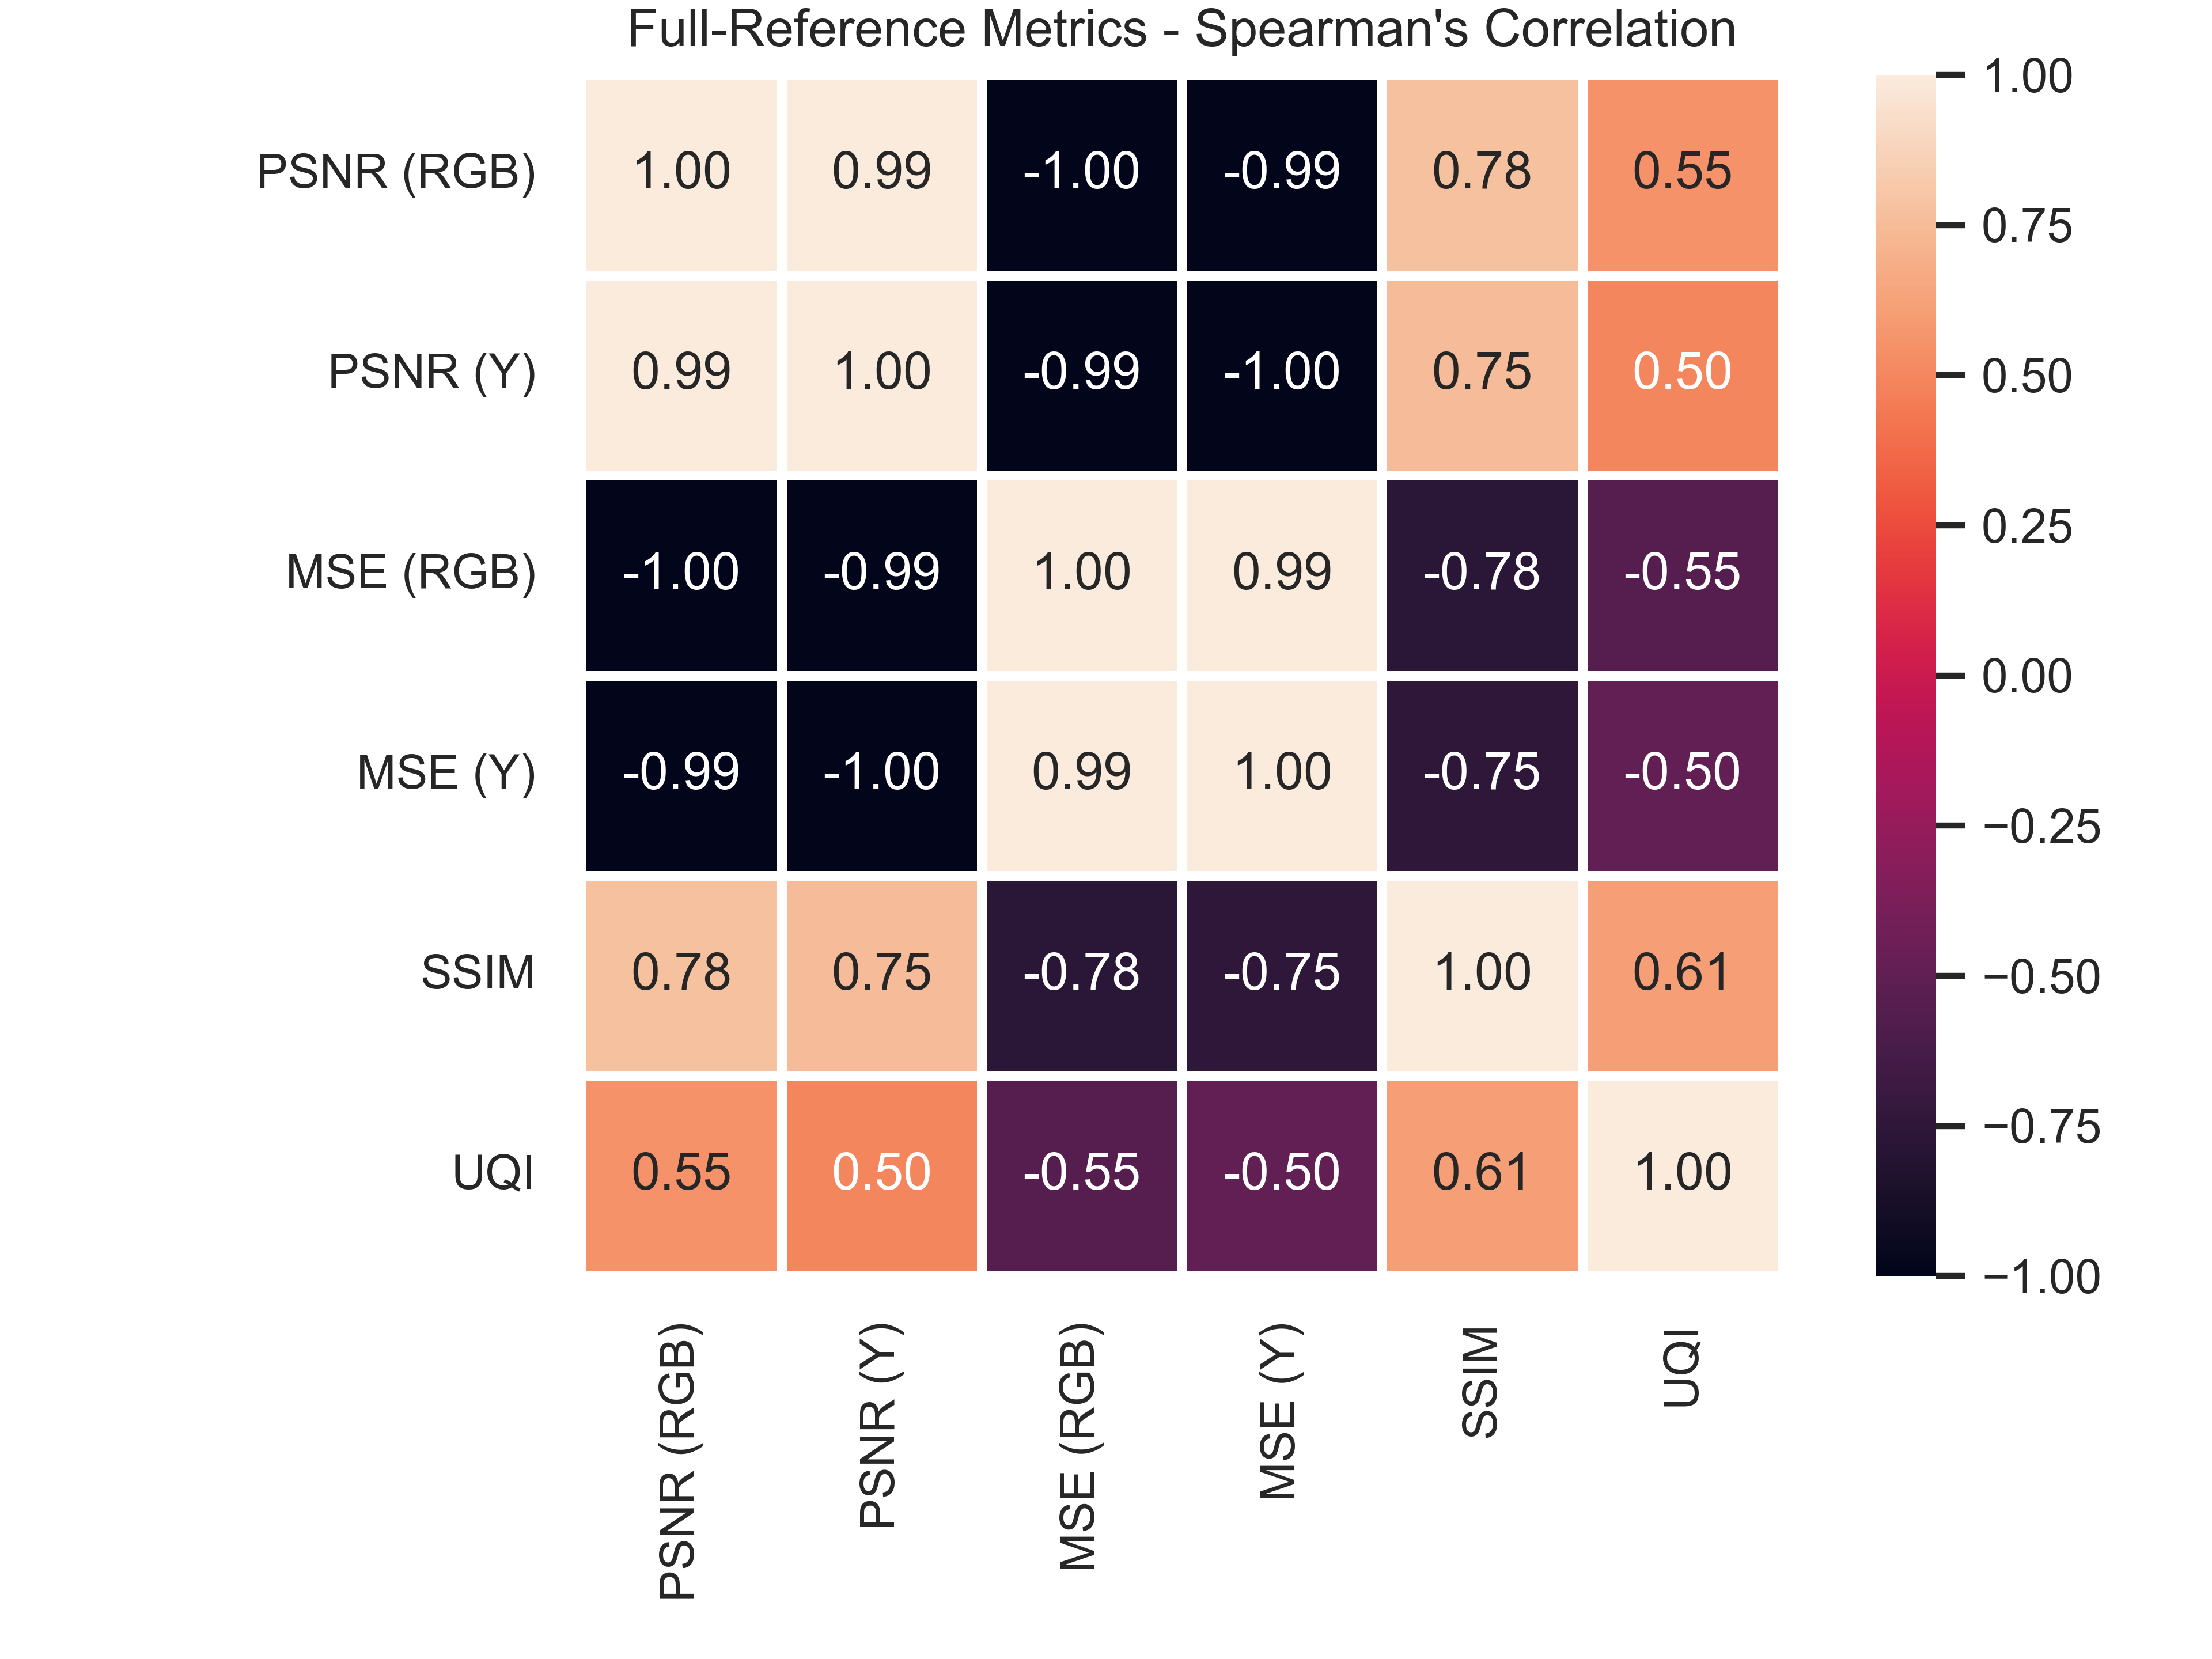 Full-Reference Metrics - Spearman's Correlation
PSNR (RGB) 1.00 0.99 -1.00 -0.99 0.78 0.55
PSNR (Y) 0.99 1.00 -0.99 -1.00 0.75 0.50
MSE (RGB) -1.00 -0.99 1.00 0.99 -0.78 -0.55
MSE (Y) -0.99 -1.00 0.99 1.00 -0.75 -0.50
SSIM 0.78 0.75 -0.78 -0.75 1.00 0.61
UQI 0.55 0.50 -0.55 -0.50 0.61 1.00
PSNR (RGB)
PSNR (Y)
MSE (RGB)
MSE (Y)
SSIM
UQI
1.00
0.75
0.50
0.25
0.00
−0.25
−0.50
−0.75
−1.00